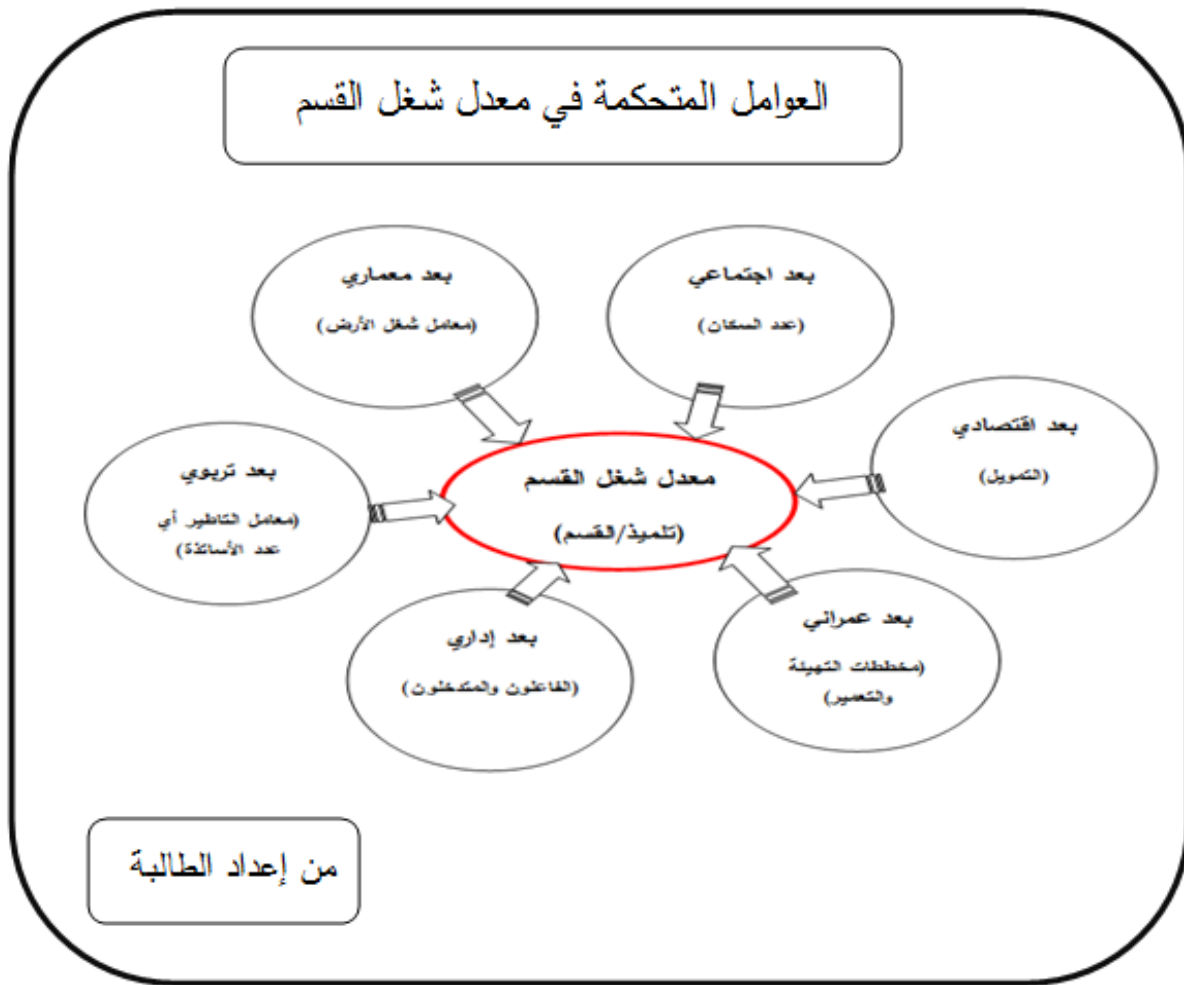 العوامل المتحكمة في معدل شغل القسم
بعد اجتماعي
(عدد السكان)
بعد معماري
(معامل شغل الأرض)
بعد اقتصادي
(التمويل)
معدل شغل القسم
(تلميذ/القسم)
بعد تربوي
(معامل التاطير أي
عدد الأساتذة)
بعد عمراني
(مخططات التهيئة
والتعمير)
بعد إداري
(الفاعلون والمتدخلون)
من إعداد الطالبة